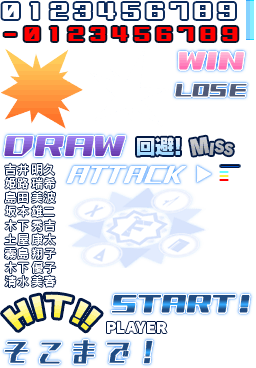 0123456789
-0123456789
WIN
LOSE
DRAW 回避! MISS
吉井 明久
ATTACK
姫路 瑞希
島田 美波
坂本 雄二
木下 秀吉
土屋 康太
霧島 翔子
木下 優子
清水 美春
HIT!!
START!
PLAYER
そこまで!